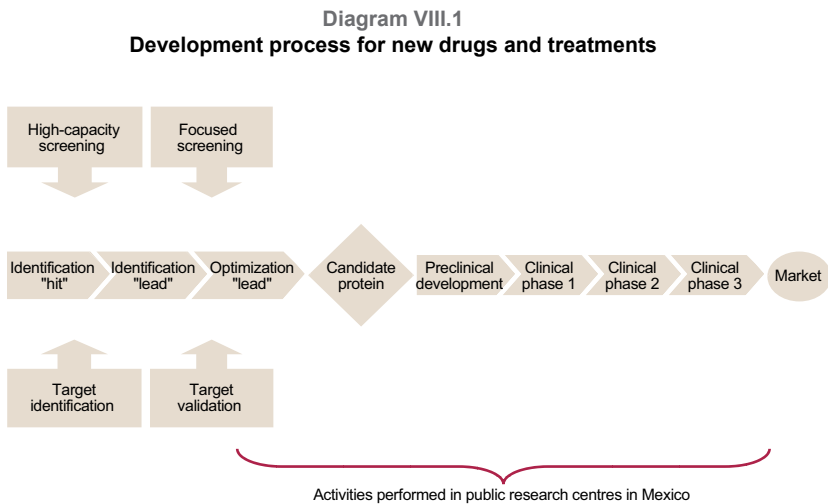 Diagram VIII.1
Development process for new drugs and treatments
High-capacity
screening
Focused
screening
Identification
"hit"
Identification
"lead"
Optimization
"lead"
Candidate
protein
Preclinical
development
Clinical
phase 1
Clinical
phase 2
Clinical
phase 3
Market
Target
identification
Target
validation
Activities performed in public research centres in Mexico